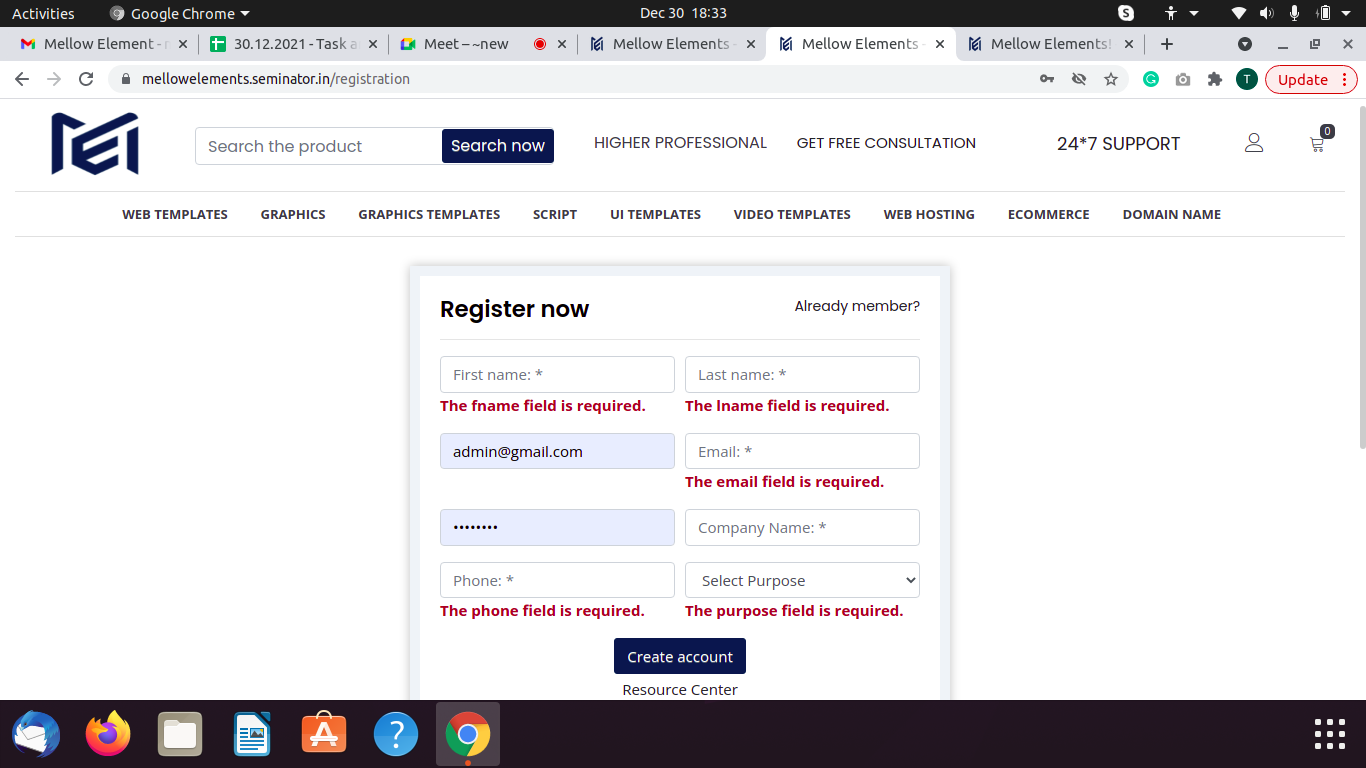 Activities Google Chrome Dec 30 18:33
Mellow Element - 30.12.2021 - Task a Meet – ~new Mellow Elements - Mellow Elements - Mellow Elements!
mellowelements.seminator.in/registration T Update
Search the product Search now HIGHER PROFESSIONAL GET FREE CONSULTATION 24*7 SUPPORT 0
WEB TEMPLATES GRAPHICS GRAPHICS TEMPLATES SCRIPT UI TEMPLATES VIDEO TEMPLATES WEB HOSTING ECOMMERCE DOMAIN NAME
Register now Already member?
First name: * Last name: *
The fname field is required. The lname field is required.
admin@gmail.com Email: *
The email field is required.
•••••••• Company Name: *
Phone: * Select Purpose
The phone field is required. The purpose field is required.
Create account
Resource Center